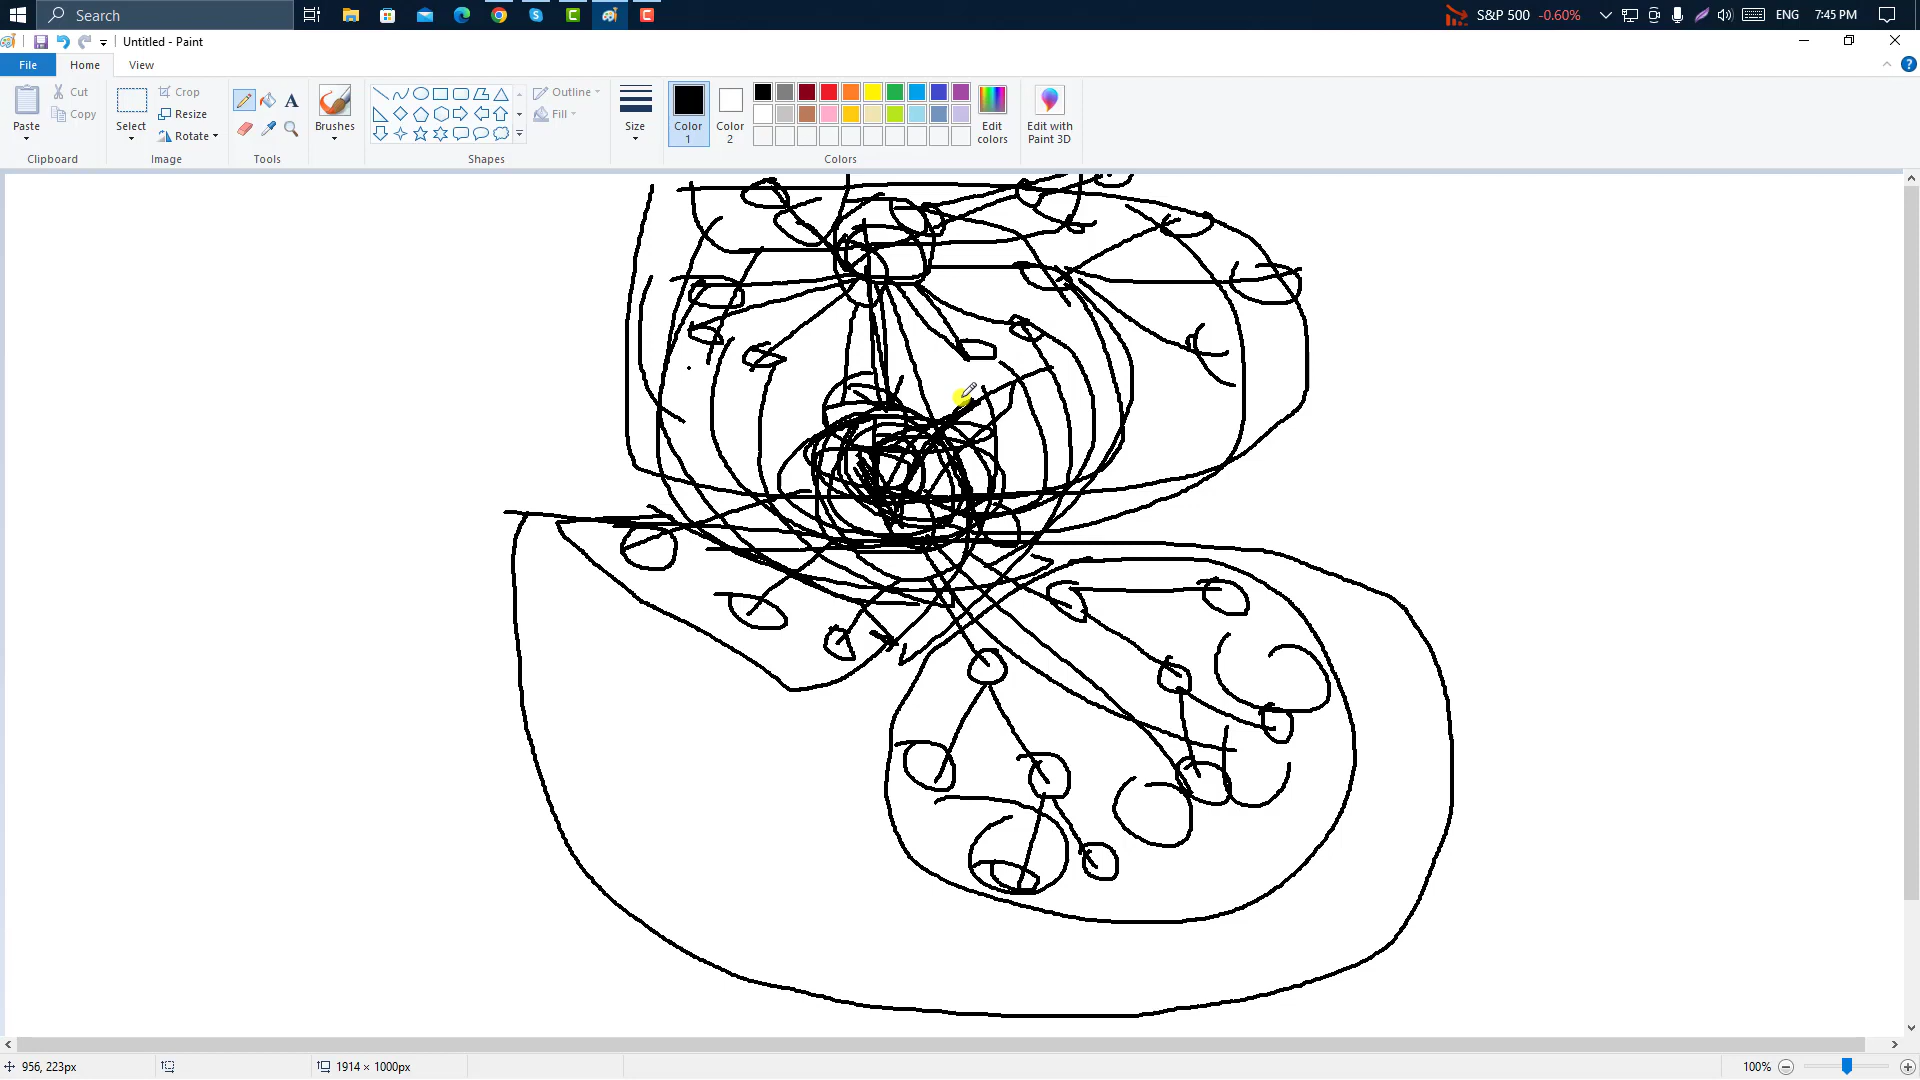 Search
S&P 500 -0.60%
ENG
7:45 PM
Untitled - Paint
File
Home
View
Paste
Cut
Copy
Clipboard
Select
Crop
Resize
Rotate
Image
A
Tools
Brushes
Outline
Fill
Shapes
Size
Color
1
Color
2
Edit
colors
Edit with
Paint 3D
Colors
956, 223px
1914 × 1000px
100%